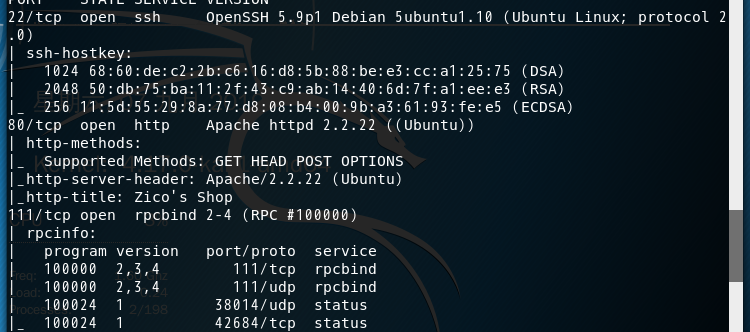 PORT STATE SERVICE VERSION
22/tcp open ssh OpenSSH 5.9p1 Debian 5ubuntu1.10 (Ubuntu Linux; protocol 2
.0)
| ssh-hostkey:
| 1024 68:60:de:c2:2b:c6:16:d8:5b:88:be:e3:cc:a1:25:75 (DSA)
| 2048 50:db:75:ba:11:2f:43:c9:ab:14:40:6d:7f:a1:ee:e3 (RSA)
|_ 256 11:5d:55:29:8a:77:d8:08:b4:00:9b:a3:61:93:fe:e5 (ECDSA)
80/tcp open http Apache httpd 2.2.22 ((Ubuntu))
| http-methods:
|_ Supported Methods: GET HEAD POST OPTIONS
|_http-server-header: Apache/2.2.22 (Ubuntu)
|_http-title: Zico's Shop
111/tcp open rpcbind 2-4 (RPC #100000)
| rpcinfo:
| program version port/proto service
| 100000 2,3,4 111/tcp rpcbind
| 100000 2,3,4 111/udp rpcbind
| 100024 1 38014/udp status
|_ 100024 1 42684/tcp status